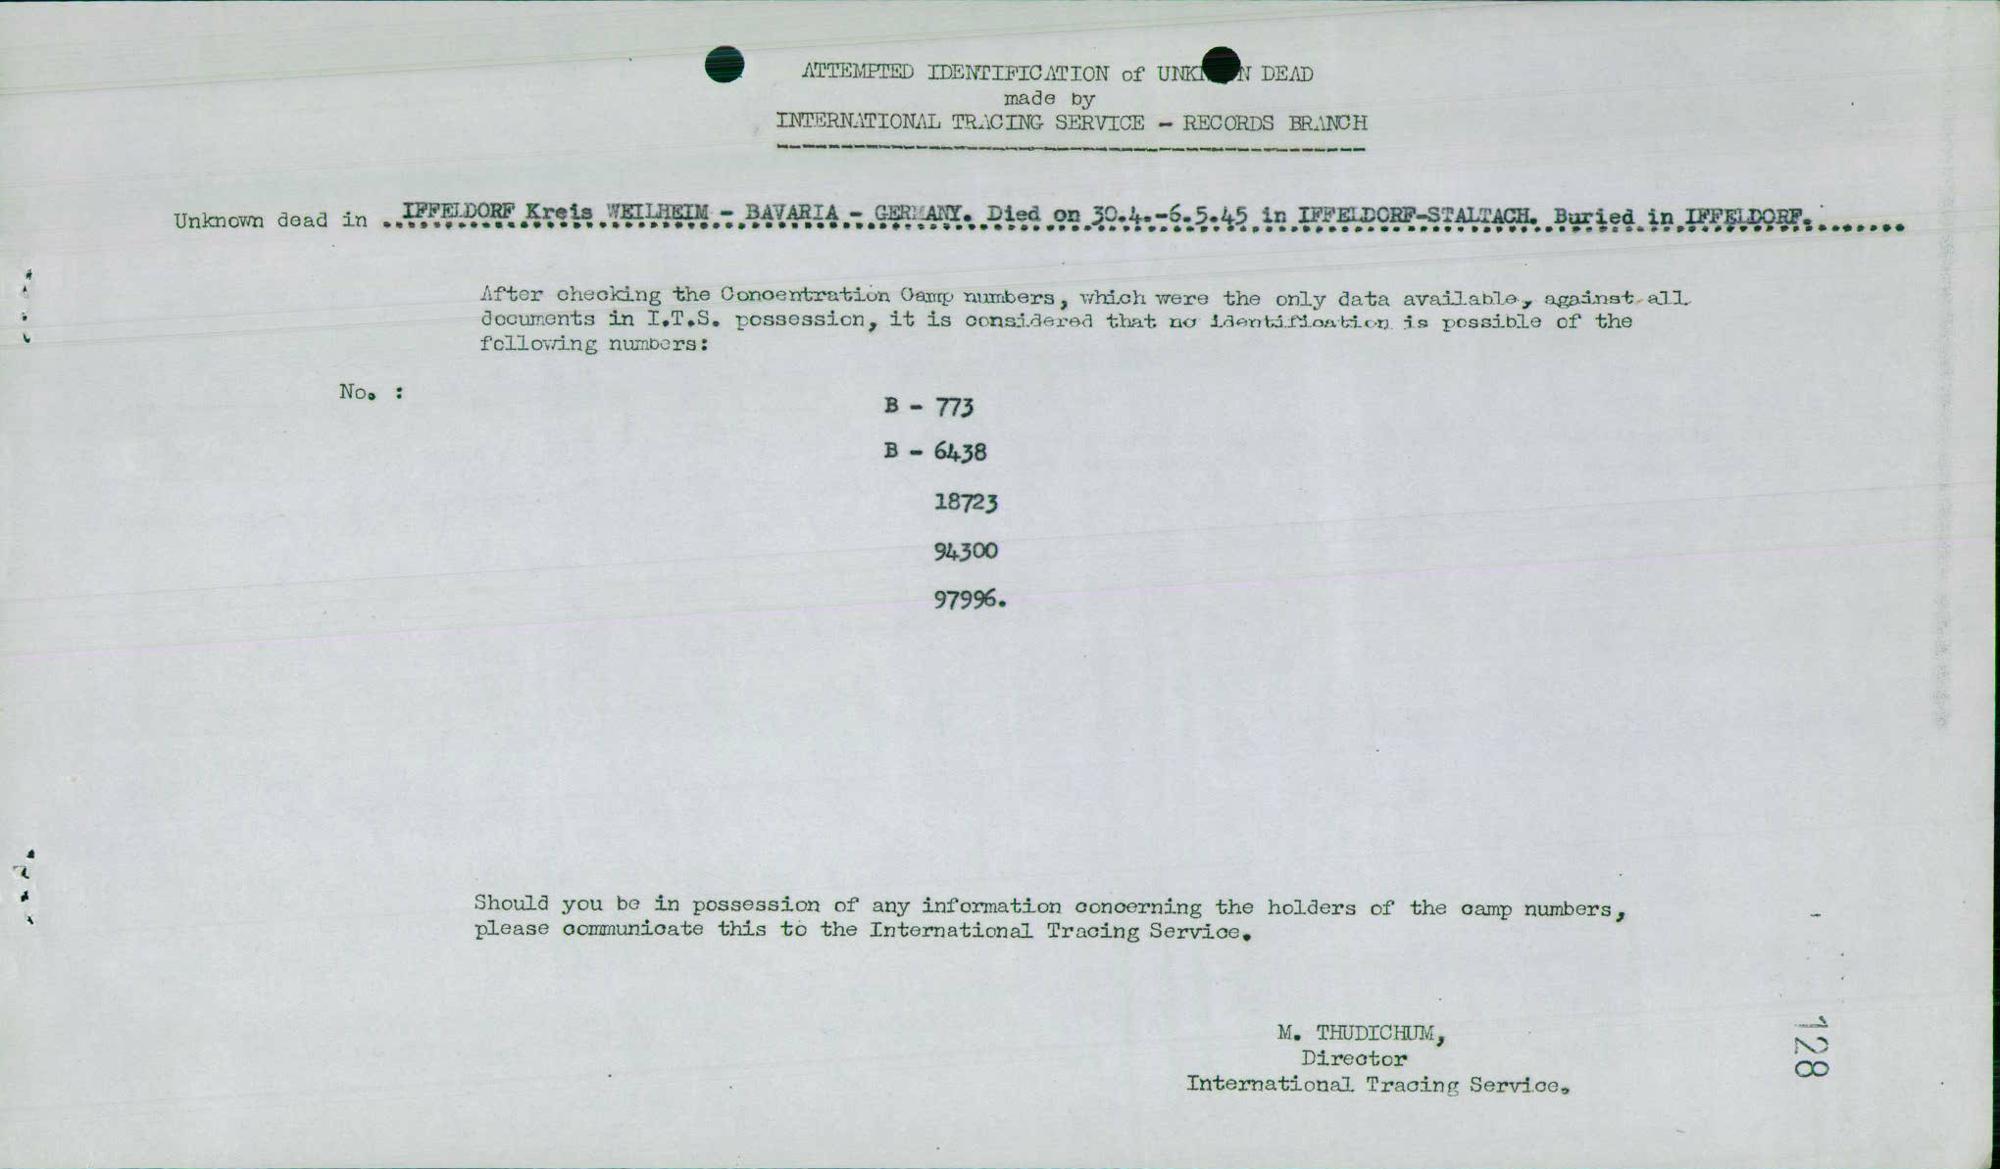 ATTEMPTED IDENTIFICATION of UNKNOWN DEAD
made by
INTERNATIONAL TRACING SERVICE - RECORDS BRANCH
Unknown dead in IFFELDORF Kreis WEILHEIM - BAVARIA - GERMANY. Died on 30.4.-6.5.45 in IFFELDORF-STALTACH. Buried in IFFELDORF.
After checking the Concentration Camp numbers, which were the only data available, against all
documents in I.T.S. possession, it is considered that no identification is possible of the
following numbers:
No. :
B - 773
B - 6438
18723
94300
97996.
Should you be in possession of any information concerning the holders of the camp numbers,
please communicate this to the International Tracing Service.
M. THUDICHUM,
Director
International Tracing Service.
128